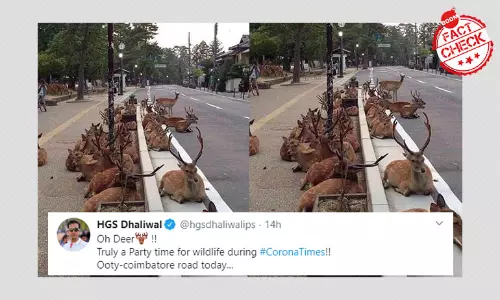 BOOM
FACT
CHECK
HGS Dhaliwal @hgsdhaliwalips · 14h
Oh Deer🦌 !!
Truly a Party time for wildlife during #CoronaTimes!!
Ooty-coimbatore road today...